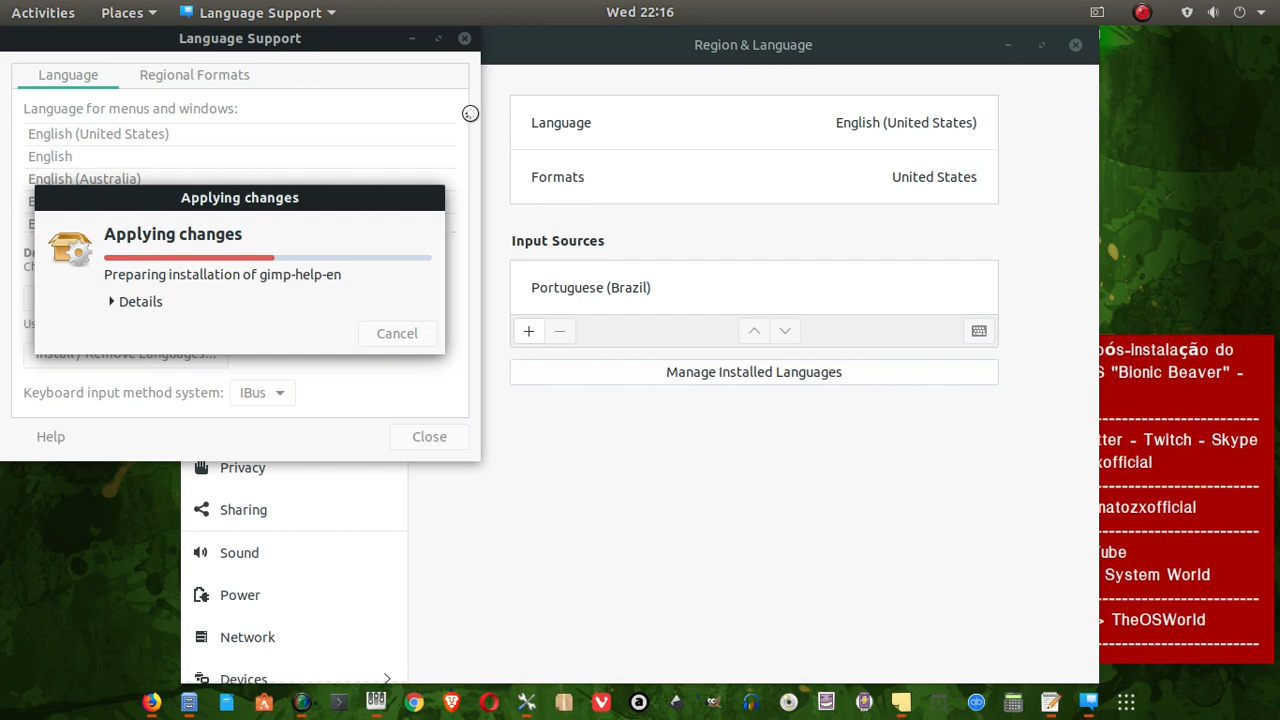 Activities
Places
Language Support
Wed 22:16
Language Support
Language
Regional Formats
Language for menus and windows:
English (United States)
English
English (Australia)
Applying changes
Applying changes
Preparing installation of gimp-help-en
Details
Cancel
Install / Remove Languages...
Keyboard input method system:
IBus
Help
Close
Region & Language
Language
English (United States)
Formats
United States
Input Sources
Portuguese (Brazil)
Manage Installed Languages
Privacy
Sharing
Sound
Power
Network
Devices
ós-Instalação do
S "Bionic Beaver" -
------------------------
tter - Twitch - Skype
xofficial
------------------------
natozxofficial
------------------------
Tube
System World
------------------------
> TheOSWorld
------------------------